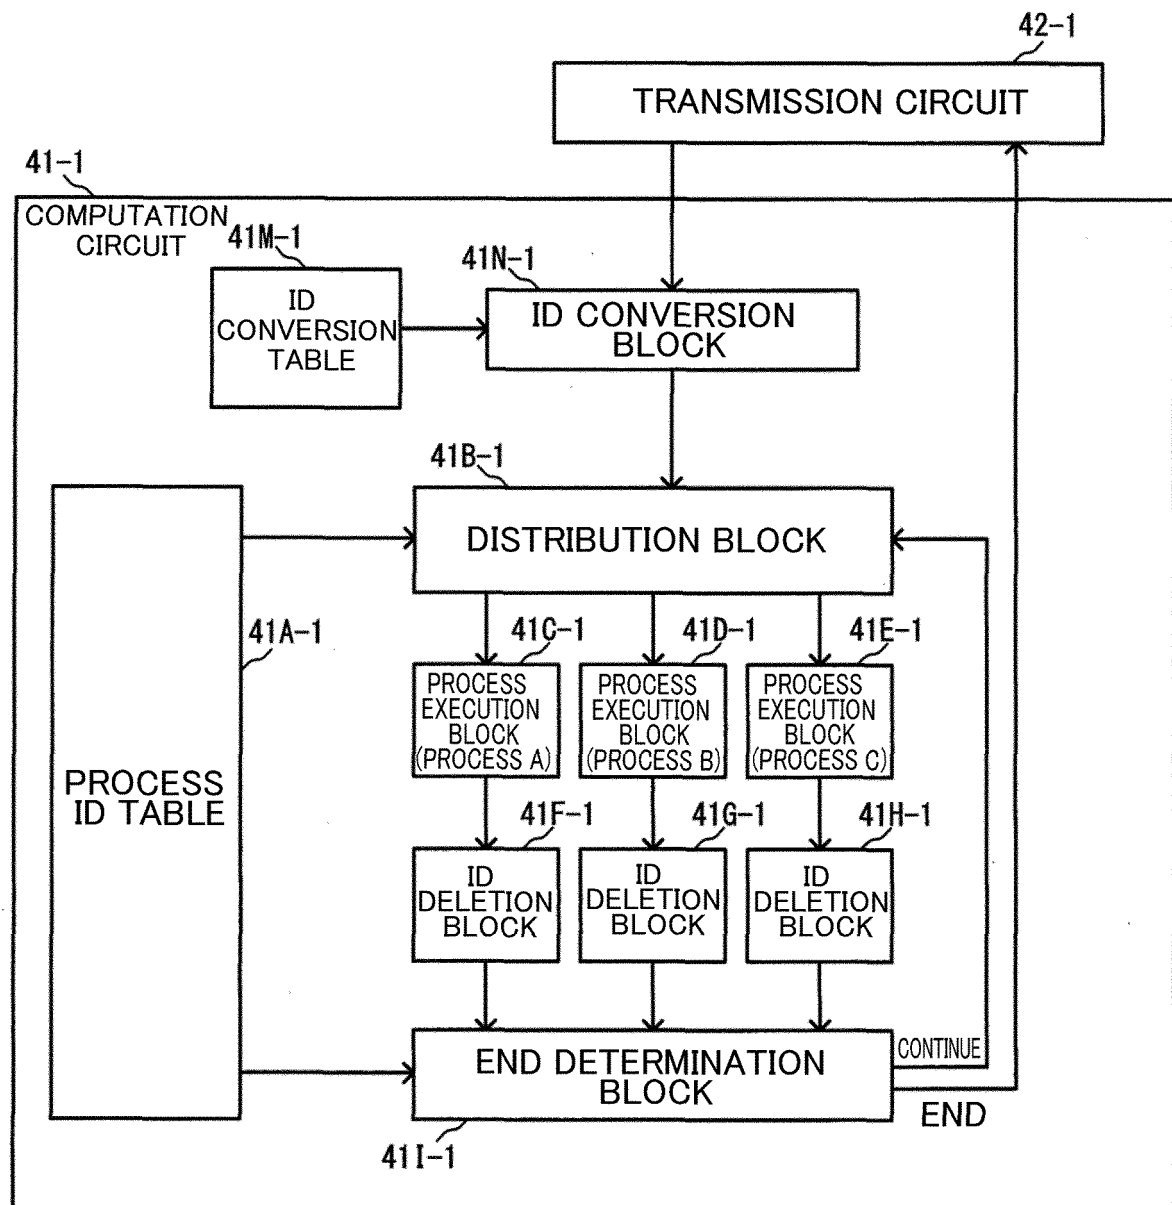 42-1
TRANSMISSION CIRCUIT
41-1
COMPUTATION
CIRCUIT
41M-1
ID
CONVERSION
TABLE
41N-1
ID CONVERSION
BLOCK
41B-1
DISTRIBUTION BLOCK
41A-1
PROCESS
ID TABLE
41C-1
PROCESS
EXECUTION
BLOCK
(PROCESS A)
41D-1
PROCESS
EXECUTION
BLOCK
(PROCESS B)
41E-1
PROCESS
EXECUTION
BLOCK
(PROCESS C)
41F-1
ID
DELETION
BLOCK
41G-1
ID
DELETION
BLOCK
41H-1
ID
DELETION
BLOCK
END DETERMINATION
BLOCK
41I-1
CONTINUE
END